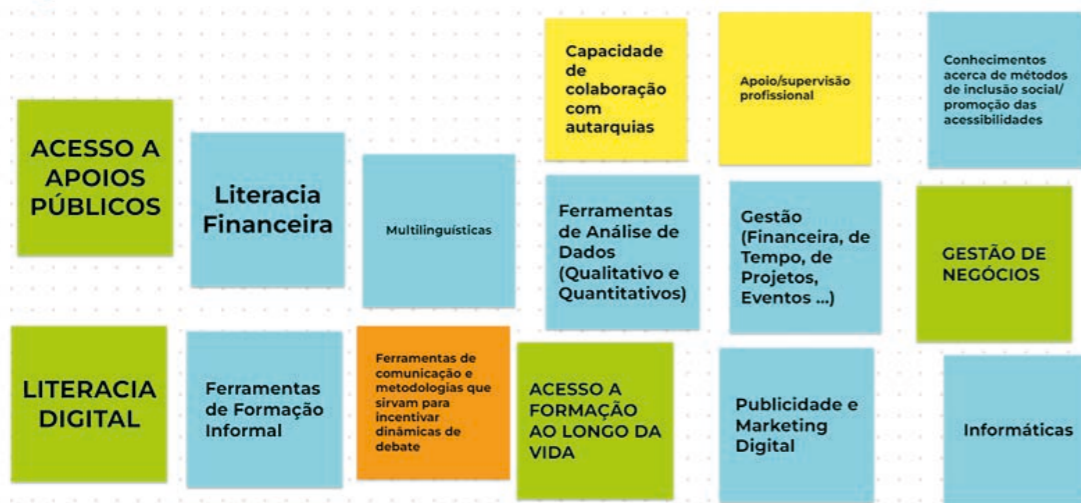 Capacidade
de
colaboração
com
autarquias
Apoio/supervisão
profissional
Conhecimentos
acerca de métodos
de inclusão social/
promoção das
acessibilidades
ACESSO A
APOIOS
PÚBLICOS
Literacia
Financeira
Multilinguísticas
Ferramentas
de Análise de
Dados
(Qualitativo e
Quantitativos)
Gestão
(Financeira, de
Tempo, de
Projetos,
Eventos ...)
GESTÃO DE
NEGÓCIOS
LITERACIA
DIGITAL
Ferramentas
de Formação
Informal
Ferramentas de
comunicação e
metodologias que
sirvam para
incentivar
dinâmicas de
debate
ACESSO A
FORMAÇÃO
AO LONGO DA
VIDA
Publicidade e
Marketing
Digital
Informáticas